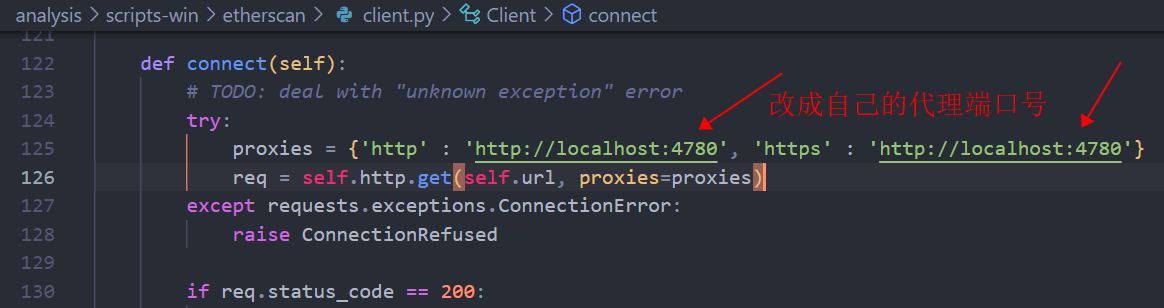 analysis > scripts-win > etherscan > client.py > Client > connect
121
122 def connect(self):
123 # TODO: deal with "unknown exception" error
124 try:
改成自己的代理端口号
125 proxies = {'http' : 'http://localhost:4780', 'https' : 'http://localhost:4780'}
126 req = self.http.get(self.url, proxies=proxies)
127 except requests.exceptions.ConnectionError:
128 raise ConnectionRefused
129
130 if req.status_code == 200: